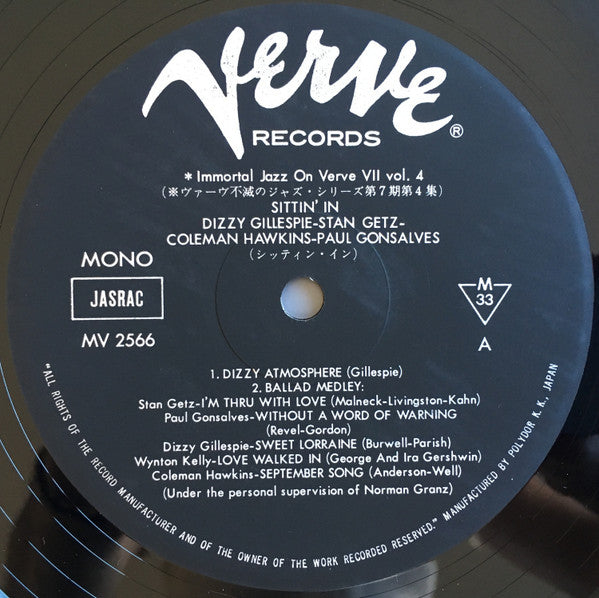 Verve
RECORDS ®
* Immortal Jazz On Verve VII vol. 4
(※ヴァーヴ不滅のジャズ・シリーズ第7期第4集)
SITTIN' IN
DIZZY GILLESPIE-STAN GETZ-
COLEMAN HAWKINS-PAUL GONSALVES
(シッティン・イン)
MONO
JASRAC
MV 2566
M
33
A
1. DIZZY ATMOSPHERE (Gillespie)
2. BALLAD MEDLEY:
Stan Getz-I'M THRU WITH LOVE (Malneck-Livingston-Kahn)
Paul Gonsalves-WITHOUT A WORD OF WARNING
(Revel-Gordon)
Dizzy Gillespie-SWEET LORRAINE (Burwell-Parish)
Wynton Kelly-LOVE WALKED IN (George And Ira Gershwin)
Coleman Hawkins-SEPTEMBER SONG (Anderson-Well)
(Under the personal supervision of Norman Granz)
"ALL RIGHTS OF THE RECORD MANUFACTURER AND OF THE OWNER OF THE WORK RECORDED RESERVED." MANUFACTURED BY POLYDOR K. K., JAPAN